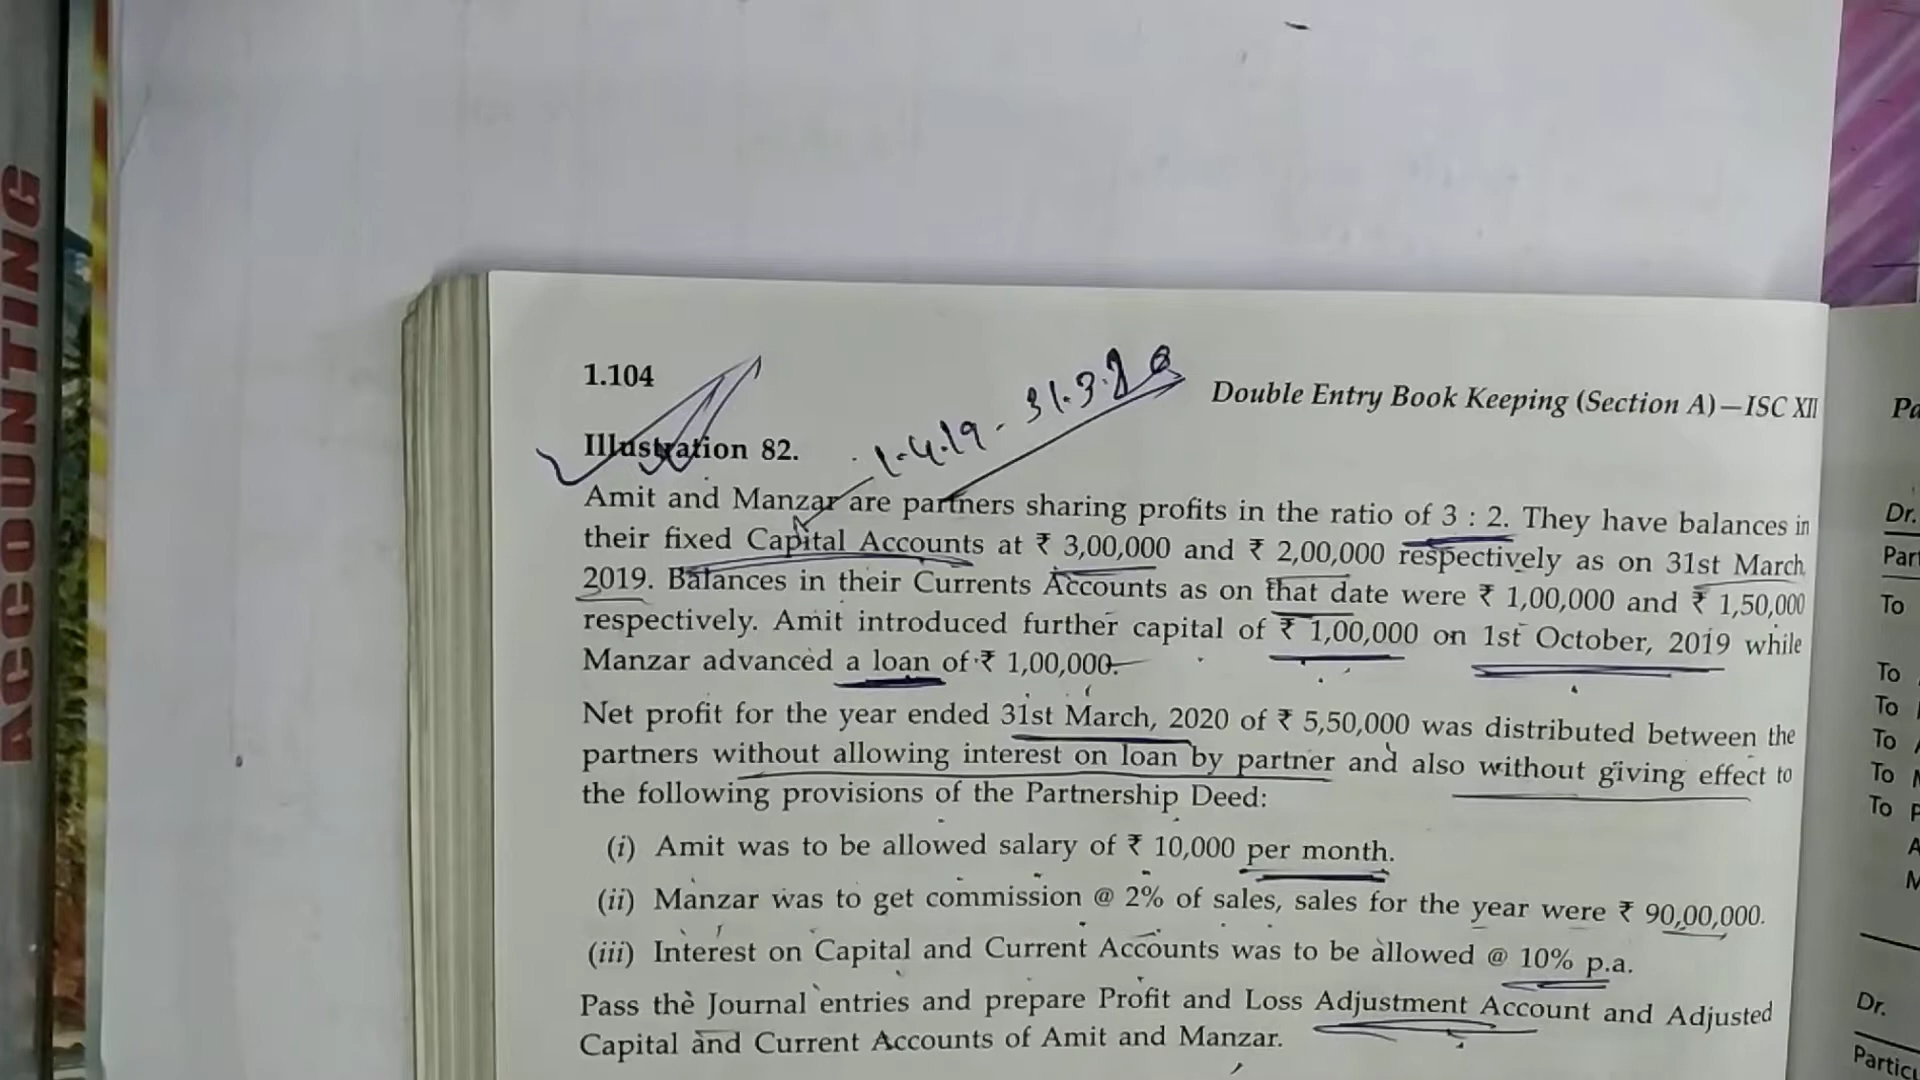 ACCOUNTING
1.104
1.4.19 - 31.3.20
Double Entry Book Keeping (Section A)—ISC XII
Illustration 82.
Amit and Manzar are partners sharing profits in the ratio of 3 : 2. They have balances in
their fixed Capital Accounts at ₹ 3,00,000 and ₹ 2,00,000 respectively as on 31st March
2019. Balances in their Currents Accounts as on that date were ₹ 1,00,000 and ₹ 1,50,000
respectively. Amit introduced further capital of ₹ 1,00,000 on 1st October, 2019 while
Manzar advanced a loan of ₹ 1,00,000.
Net profit for the year ended 31st March, 2020 of ₹ 5,50,000 was distributed between the
partners without allowing interest on loan by partner and also without giving effect to
the following provisions of the Partnership Deed:
(i) Amit was to be allowed salary of ₹ 10,000 per month.
(ii) Manzar was to get commission @ 2% of sales, sales for the year were ₹ 90,00,000.
(iii) Interest on Capital and Current Accounts was to be allowed @ 10% p.a.
Pass the Journal entries and prepare Profit and Loss Adjustment Account and Adjusted
Capital and Current Accounts of Amit and Manzar.
Dr.
To
To
To
To
To
To
Dr.